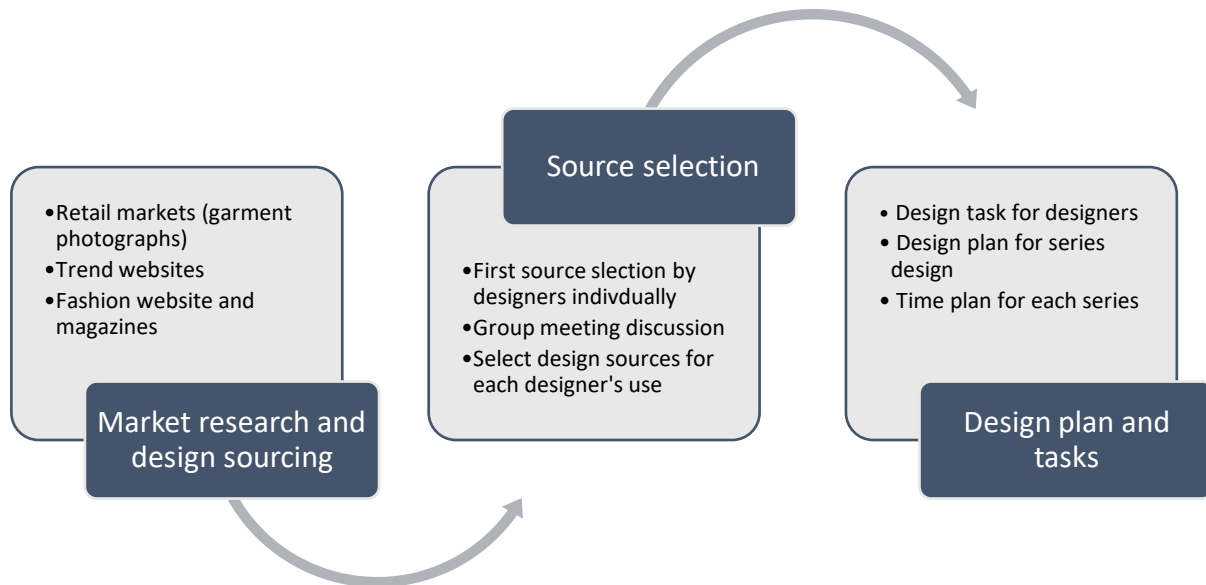 •Retail markets (garment
photographs)
•Trend websites
•Fashion website and
magazines
Market research and
design sourcing
Source selection
•First source slection by
designers indivdually
•Group meeting discussion
•Select design sources for
each designer's use
• Design task for designers
• Design plan for series
design
• Time plan for each series
Design plan and
tasks